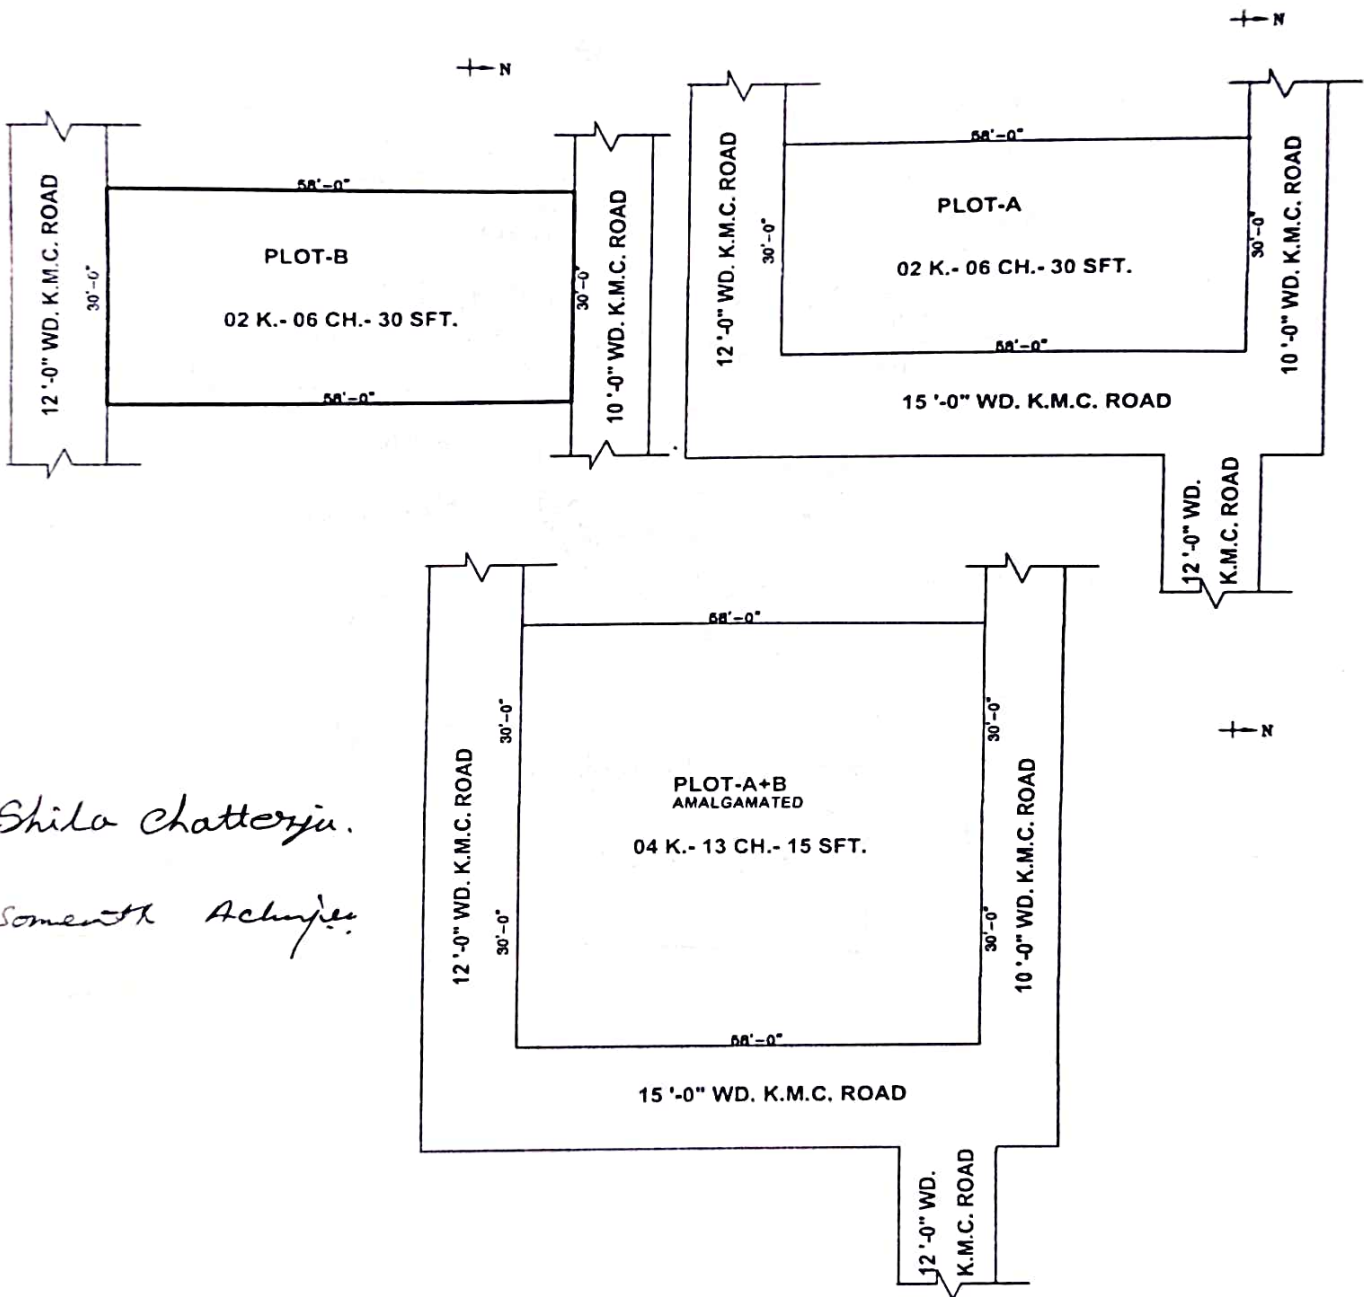 N
58'-0"
12 '-0" WD. K.M.C. ROAD
30'-0"
PLOT-B
02 K.- 06 CH.- 30 SFT.
30'-0"
10 '-0" WD. K.M.C. ROAD
58'-0"
N
58'-0"
12 '-0" WD. K.M.C. ROAD
30'-0"
PLOT-A
02 K.- 06 CH.- 30 SFT.
30'-0"
10 '-0" WD. K.M.C. ROAD
58'-0"
15 '-0" WD. K.M.C. ROAD
12 '-0" WD.
K.M.C. ROAD
N
58'-0"
30'-0"
30'-0"
12 '-0" WD. K.M.C. ROAD
PLOT-A+B
AMALGAMATED
04 K.- 13 CH.- 15 SFT.
10 '-0" WD. K.M.C. ROAD
30'-0"
30'-0"
58'-0"
15 '-0" WD. K.M.C. ROAD
12 '-0" WD.
K.M.C. ROAD
Shila Chatterjee.